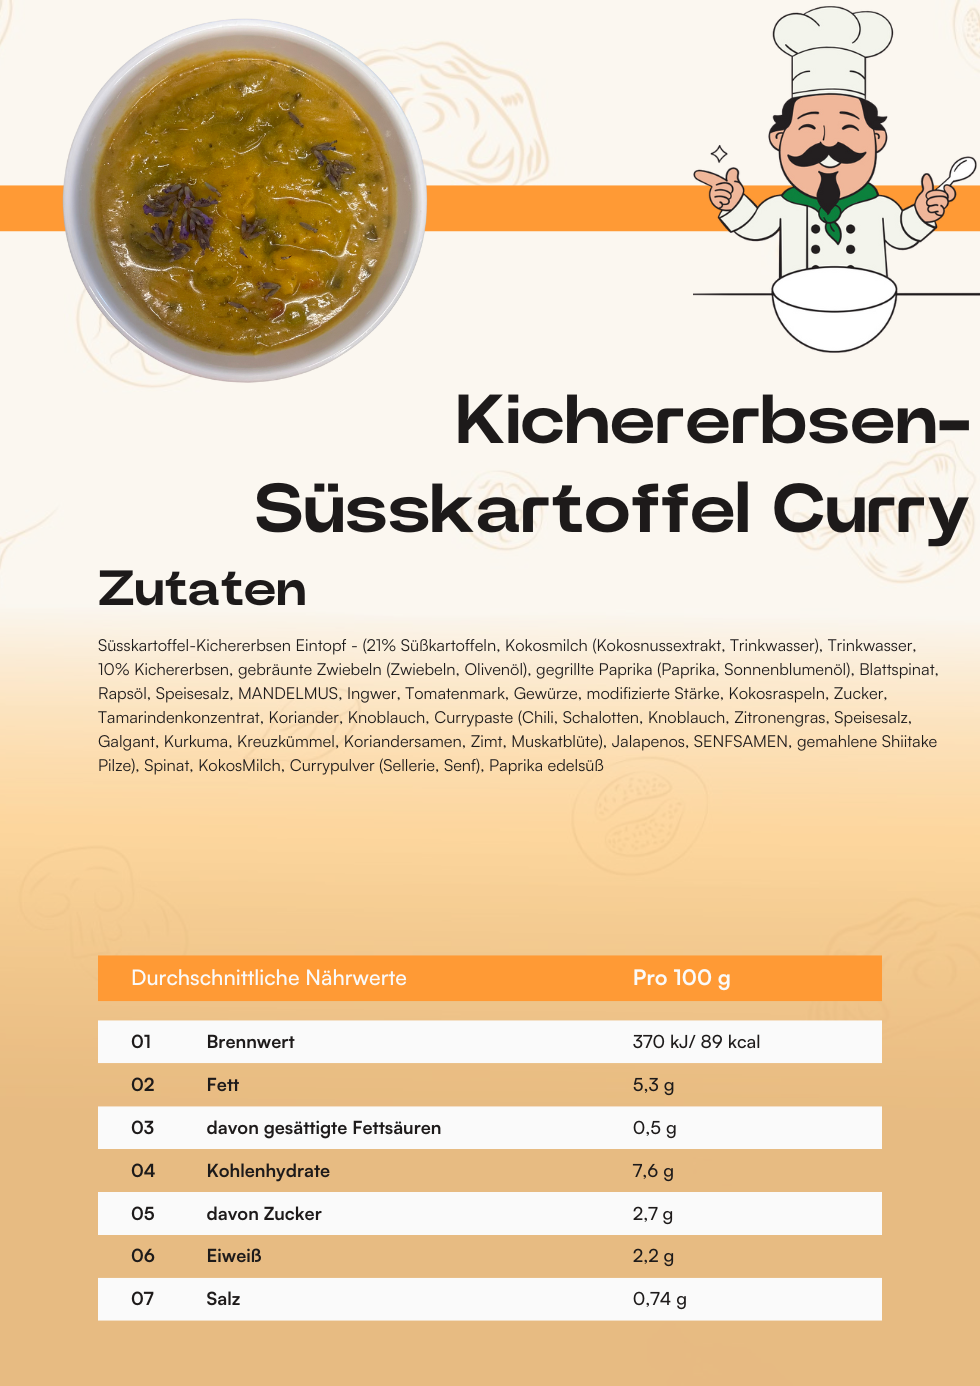 Kichererbsen-
Süsskartoffel Curry
Zutaten
Süsskartoffel-Kichererbsen Eintopf - (21% Süßkartoffeln, Kokosmilch (Kokosnussextrakt, Trinkwasser), Trinkwasser,
10% Kichererbsen, gebräunte Zwiebeln (Zwiebeln, Olivenöl), gegrillte Paprika (Paprika, Sonnenblumenöl), Blattspinat,
Rapsöl, Speisesalz, MANDELMUS, Ingwer, Tomatenmark, Gewürze, modifizierte Stärke, Kokosraspeln, Zucker,
Tamarindenkonzentrat, Koriander, Knoblauch, Currypaste (Chili, Schalotten, Knoblauch, Zitronengras, Speisesalz,
Galgant, Kurkuma, Kreuzkümmel, Koriandersamen, Zimt, Muskatblüte), Jalapenos, SENFSAMEN, gemahlene Shiitake
Pilze), Spinat, KokosMilch, Currypulver (Sellerie, Senf), Paprika edelsüß
Durchschnittliche Nährwerte Pro 100 g
01 Brennwert 370 kJ/ 89 kcal
02 Fett 5,3 g
03 davon gesättigte Fettsäuren 0,5 g
04 Kohlenhydrate 7,6 g
05 davon Zucker 2,7 g
06 Eiweiß 2,2 g
07 Salz 0,74 g